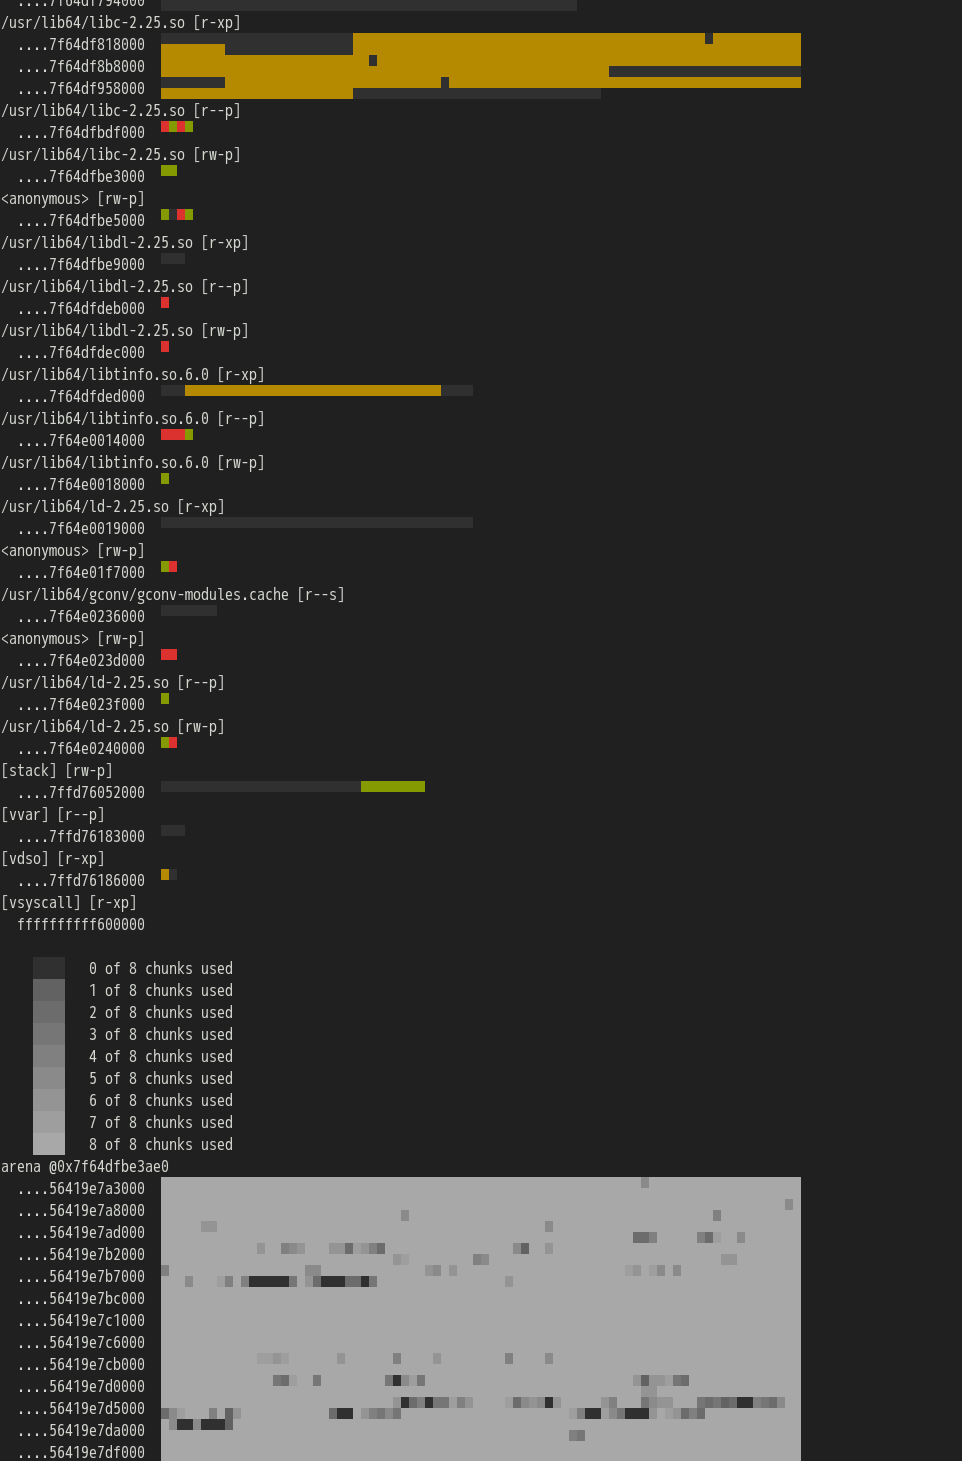 ....7f64df794000
/usr/lib64/libc-2.25.so [r-xp]
....7f64df818000
....7f64df8b8000
....7f64df958000
/usr/lib64/libc-2.25.so [r--p]
....7f64dfbdf000
/usr/lib64/libc-2.25.so [rw-p]
....7f64dfbe3000
<anonymous> [rw-p]
....7f64dfbe5000
/usr/lib64/libdl-2.25.so [r-xp]
....7f64dfbe9000
/usr/lib64/libdl-2.25.so [r--p]
....7f64dfdeb000
/usr/lib64/libdl-2.25.so [rw-p]
....7f64dfdec000
/usr/lib64/libtinfo.so.6.0 [r-xp]
....7f64dfded000
/usr/lib64/libtinfo.so.6.0 [r--p]
....7f64e0014000
/usr/lib64/libtinfo.so.6.0 [rw-p]
....7f64e0018000
/usr/lib64/ld-2.25.so [r-xp]
....7f64e0019000
<anonymous> [rw-p]
....7f64e01f7000
/usr/lib64/gconv/gconv-modules.cache [r--s]
....7f64e0236000
<anonymous> [rw-p]
....7f64e023d000
/usr/lib64/ld-2.25.so [r--p]
....7f64e023f000
/usr/lib64/ld-2.25.so [rw-p]
....7f64e0240000
[stack] [rw-p]
....7ffd76052000
[vvar] [r--p]
....7ffd76183000
[vdso] [r-xp]
....7ffd76186000
[vsyscall] [r-xp]
ffffffffff600000
0 of 8 chunks used
1 of 8 chunks used
2 of 8 chunks used
3 of 8 chunks used
4 of 8 chunks used
5 of 8 chunks used
6 of 8 chunks used
7 of 8 chunks used
8 of 8 chunks used
arena @0x7f64dfbe3ae0
....56419e7a3000
....56419e7a8000
....56419e7ad000
....56419e7b2000
....56419e7b7000
....56419e7bc000
....56419e7c1000
....56419e7c6000
....56419e7cb000
....56419e7d0000
....56419e7d5000
....56419e7da000
....56419e7df000